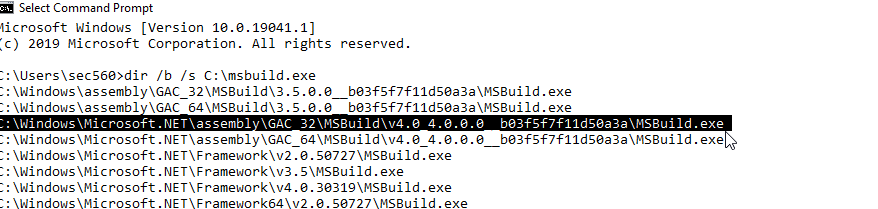 Select Command Prompt
Microsoft Windows [Version 10.0.19041.1]
(c) 2019 Microsoft Corporation. All rights reserved.
C:\Users\sec560>dir /b /s C:\msbuild.exe
C:\Windows\assembly\GAC_32\MSBuild\3.5.0.0__b03f5f7f11d50a3a\MSBuild.exe
C:\Windows\assembly\GAC_64\MSBuild\3.5.0.0__b03f5f7f11d50a3a\MSBuild.exe
C:\Windows\Microsoft.NET\assembly\GAC_32\MSBuild\v4.0_4.0.0.0__b03f5f7f11d50a3a\MSBuild.exe
C:\Windows\Microsoft.NET\assembly\GAC_64\MSBuild\v4.0_4.0.0.0__b03f5f7f11d50a3a\MSBuild.exe
C:\Windows\Microsoft.NET\Framework\v2.0.50727\MSBuild.exe
C:\Windows\Microsoft.NET\Framework\v3.5\MSBuild.exe
C:\Windows\Microsoft.NET\Framework\v4.0.30319\MSBuild.exe
C:\Windows\Microsoft.NET\Framework64\v2.0.50727\MSBuild.exe